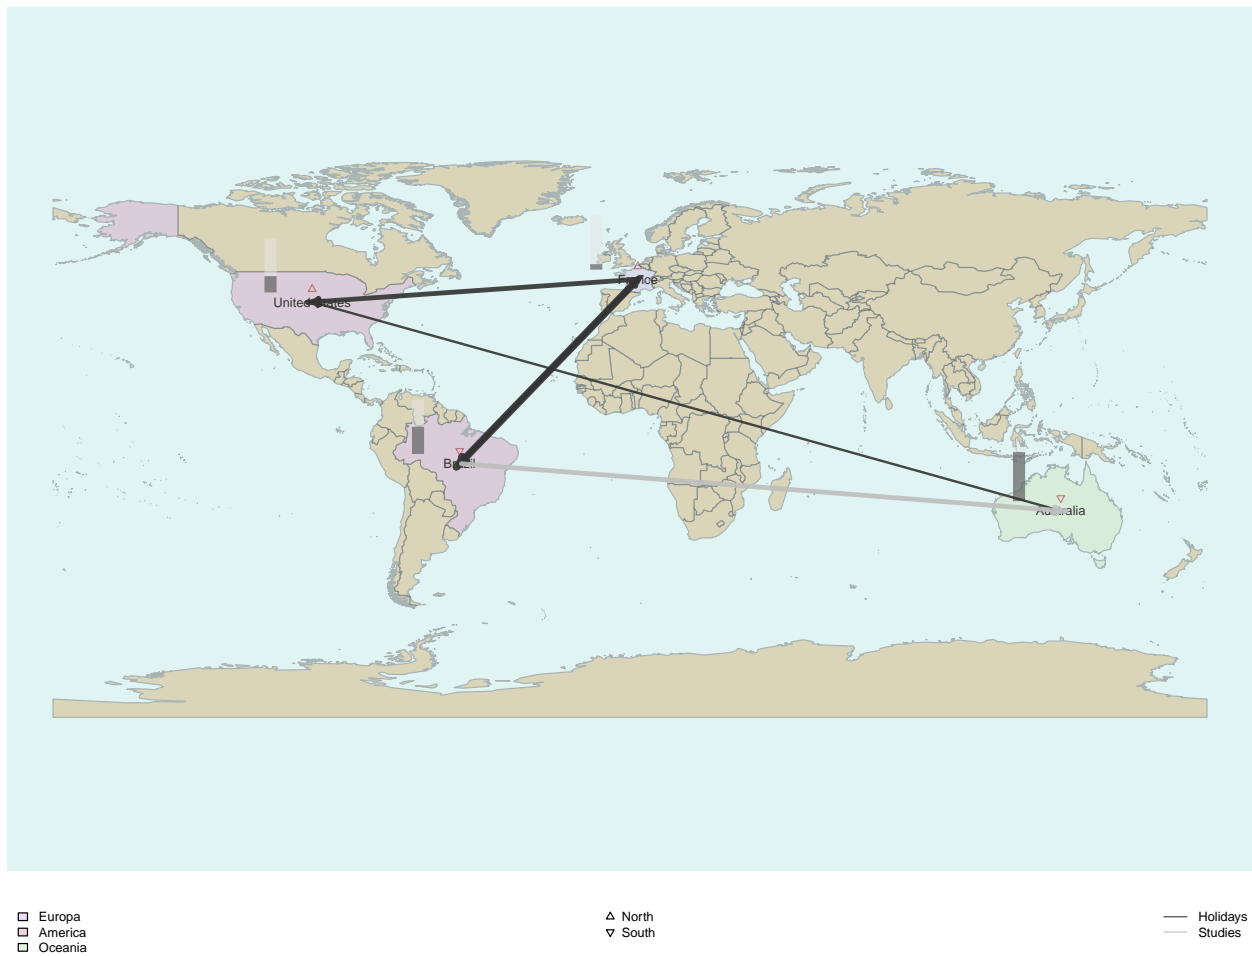 France
United States
Brazil
Australia
Europa
America
Oceania
North
South
Holidays
Studies